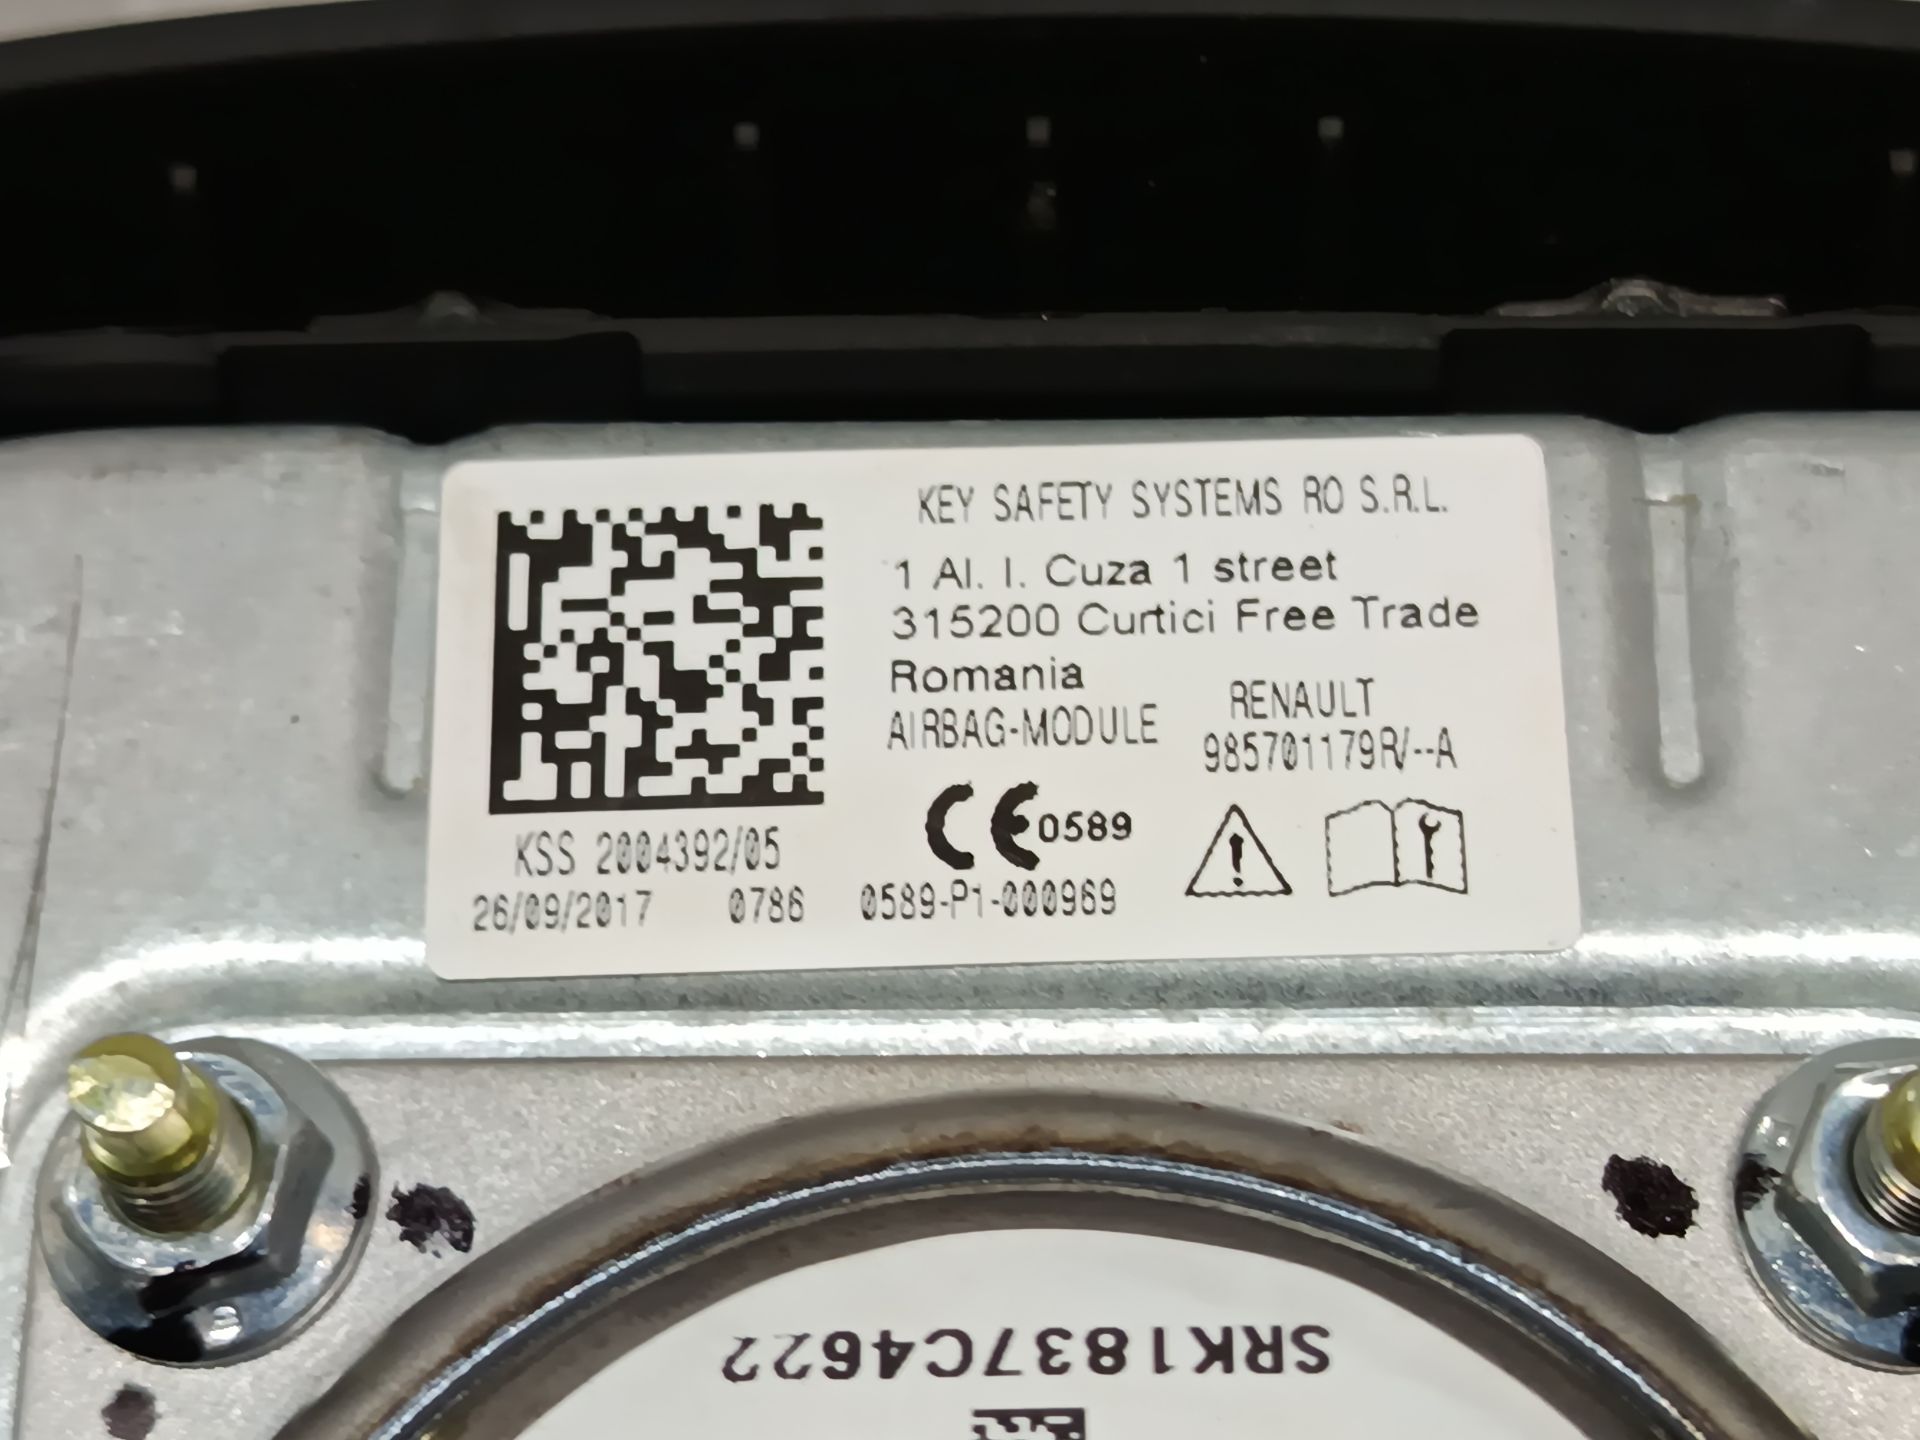 KEY SAFETY SYSTEMS RO S.R.L.
1 Al. I. Cuza 1 street
315200 Curtici Free Trade
Romania
AIRBAG-MODULE
RENAULT
985701179R/--A
CE 0589
KSS 2004392/05
26/09/2017 0786 0589-P1-000969
SRK1837C4622